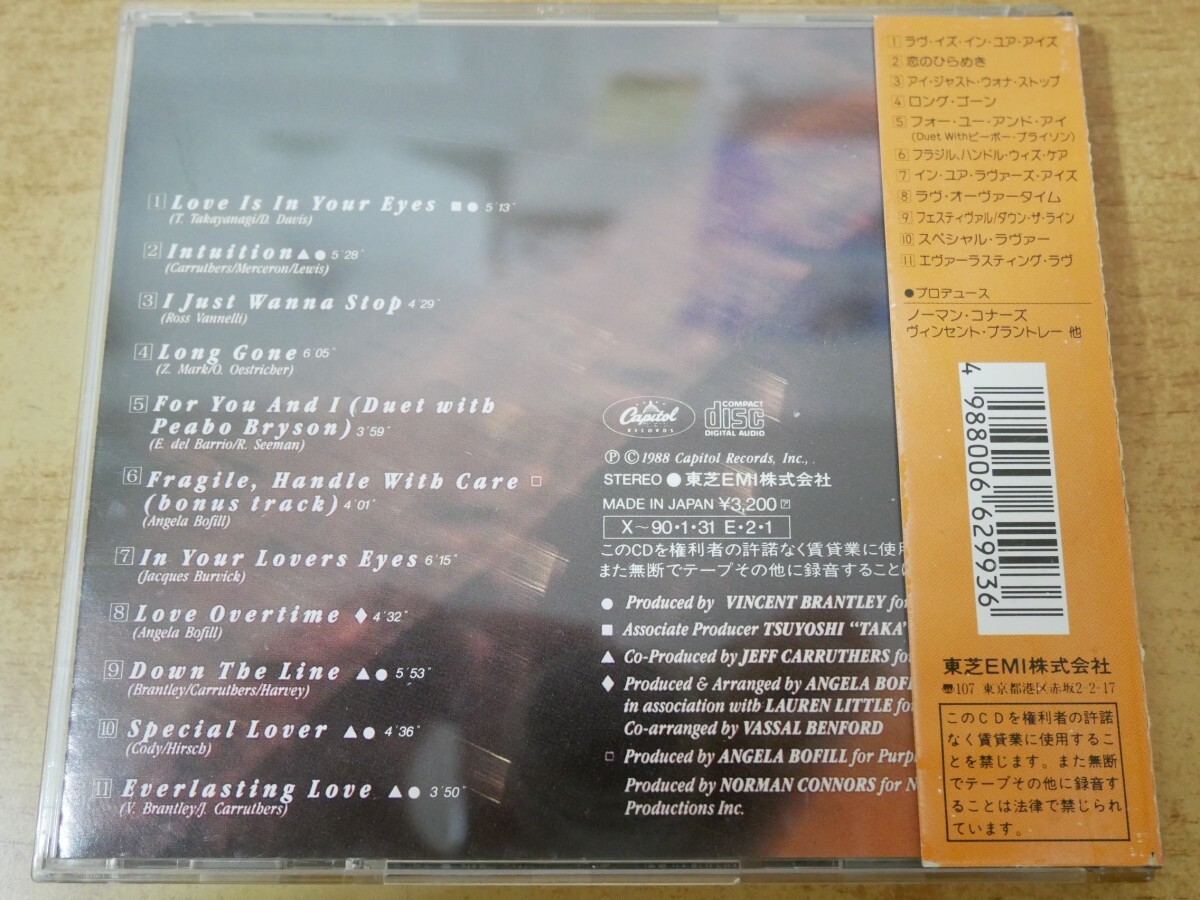 1 Love Is In Your Eyes ■ ● 5'13"
(T. Takayanagi/D. Davis)
2 Intuition ▲ ● 5'28"
(Carruthers/Merceron/Lewis)
3 I Just Wanna Stop 4'29"
(Ross Vannelli)
4 Long Gone 6'05"
(Z. Mark/O. Oestricher)
5 For You And I (Duet with
Peabo Bryson) 3'59"
(E. del Barrio/R. Seeman)
6 Fragile, Handle With Care □
(bonus track) 4'01"
(Angela Bofill)
7 In Your Lovers Eyes 6'15"
(Jacques Burvick)
8 Love Overtime ♦ 4'32"
(Angela Bofill)
9 Down The Line ▲ ● 5'53"
(Brantley/Carruthers/Harvey)
10 Special Lover ▲ ● 4'36"
(Cody/Hirsch)
11 Everlasting Love ▲ ● 3'50"
(V. Brantley/J. Carruthers)
Capitol
RECORDS
COMPACT
disc
DIGITAL AUDIO
Ⓟ Ⓒ 1988 Capitol Records, Inc.,
STEREO ● 東芝EMI株式会社
MADE IN JAPAN ¥3,200
X～90・1・31 E・2・1
このCDを権利者の許諾なく賃貸業に使用
また無断でテープその他に録音すること
● Produced by VINCENT BRANTLEY for
■ Associate Producer TSUYOSHI "TAKA"
▲ Co-Produced by JEFF CARRUTHERS for
♦ Produced & Arranged by ANGELA BOF
in association with LAUREN LITTLE for
Co-arranged by VASSAL BENFORD
□ Produced by ANGELA BOFILL for Purp
Produced by NORMAN CONNORS for N
Productions Inc.
1 ラヴ・イズ・イン・ユア・アイズ
2 恋のひらめき
3 アイ・ジャスト・ウォナ・ストップ
4 ロング・ゴーン
5 フォー・ユー・アンド・アイ
(Duet Withピーボー・ブライソン)
6 フラジル、ハンドル・ウィズ・ケア
7 イン・ユア・ラヴァーズ・アイズ
8 ラヴ・オーヴァータイム
9 フェスティヴァル/ダウン・ザ・ライン
10 スペシャル・ラヴァー
11 エヴァーラスティング・ラヴ
●プロデュース
ノーマン・コナーズ
ヴィンセント・ブラントレー 他
4 988006 629936
東芝EMI株式会社
〠107 東京都港区赤坂2-2-17
このCDを権利者の許諾
なく賃貸業に使用するこ
とを禁じます。また無断
でテープその他に録音す
ることは法律で禁じられ
ています。